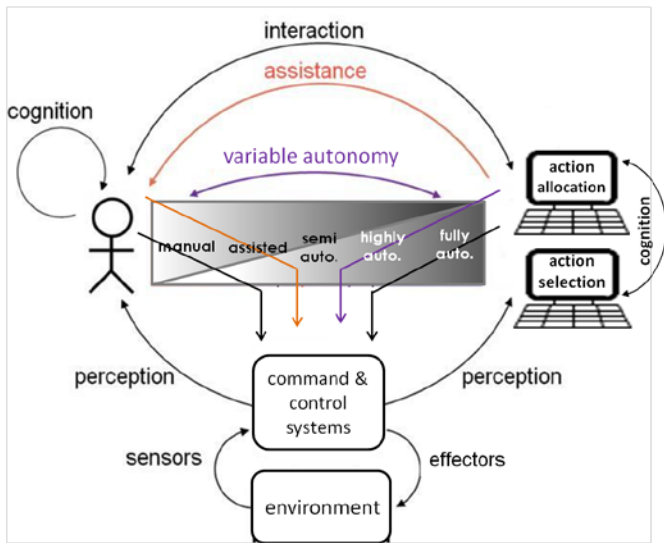 interaction
assistance
cognition
variable autonomy
action
allocation
manual
assisted
semi
auto.
highly
auto.
fully
auto.
cognition
action
selection
perception
command &
control
systems
perception
sensors
effectors
environment